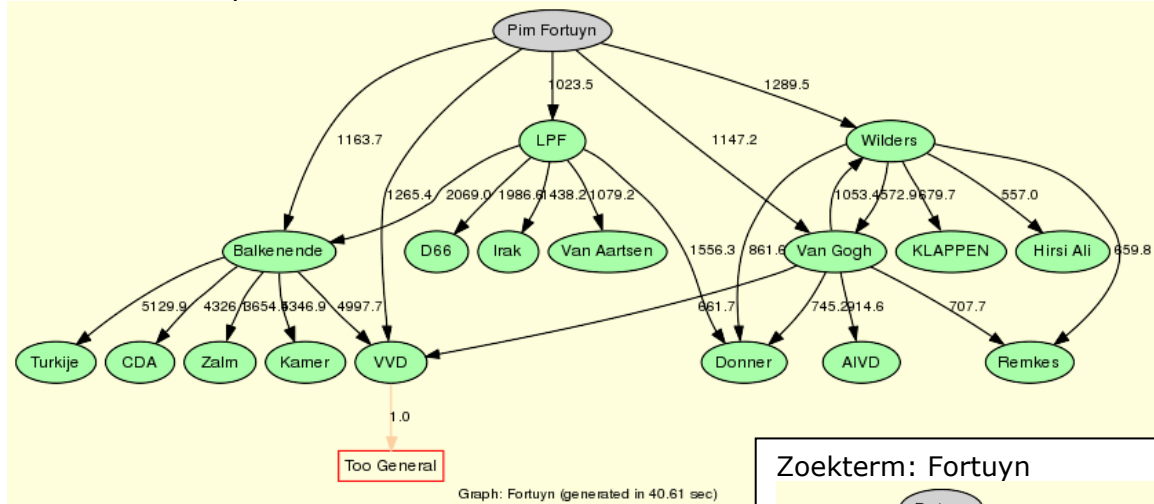 Pim Fortuyn
1023.5
1289.5
1163.7
LPF
1147.2
Wilders
1265.4 2069.0 1986.6 1438.2 1079.2 1053.4 572.9 679.7 557.0
Balkenende D66 Irak Van Aartsen 1556.3 861.6 Van Gogh KLAPPEN Hirsi Ali 659.8
5129.9 4997.7 661.7 745.2 914.6 707.7
Turkije CDA Zalm Kamer VVD Donner AIVD Remkes
1.0
Too General
Zoekterm: Fortuyn
Graph: Fortuyn (generated in 40.61 sec)